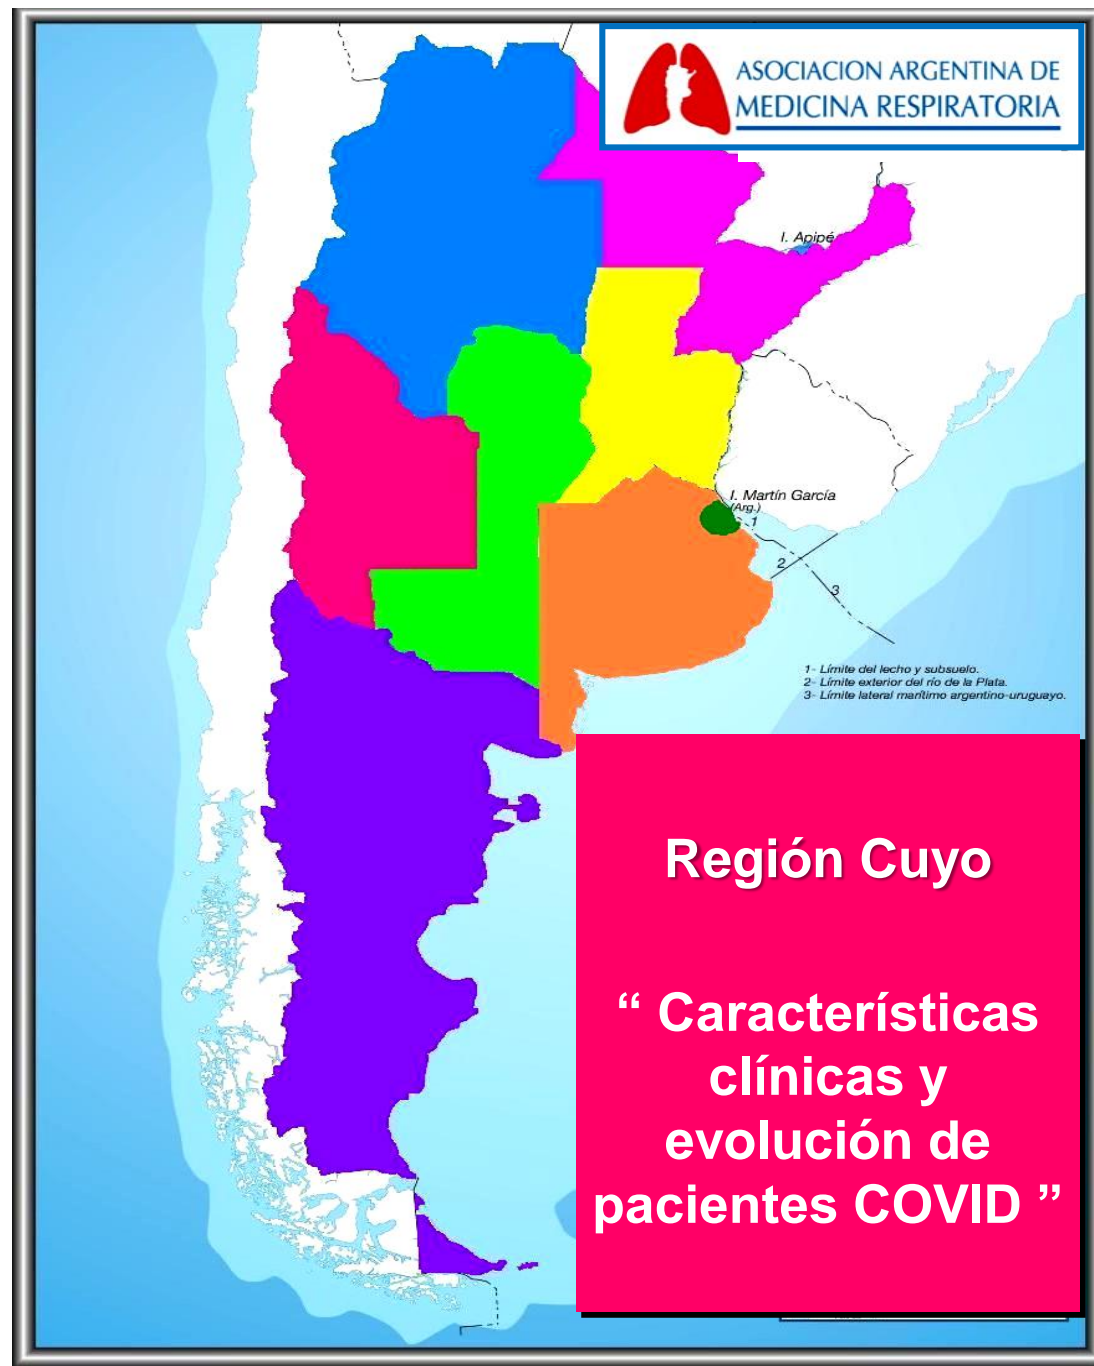 ASOCIACION ARGENTINA DE
MEDICINA RESPIRATORIA
I. Apipé
I. Martín García
(Arg.)
1
2
3
1- Límite del lecho y subsuelo.
2- Límite exterior del río de la Plata.
3- Límite lateral marítimo argentino-uruguayo.
Región Cuyo
“ Características
clínicas y
evolución de
pacientes COVID ”